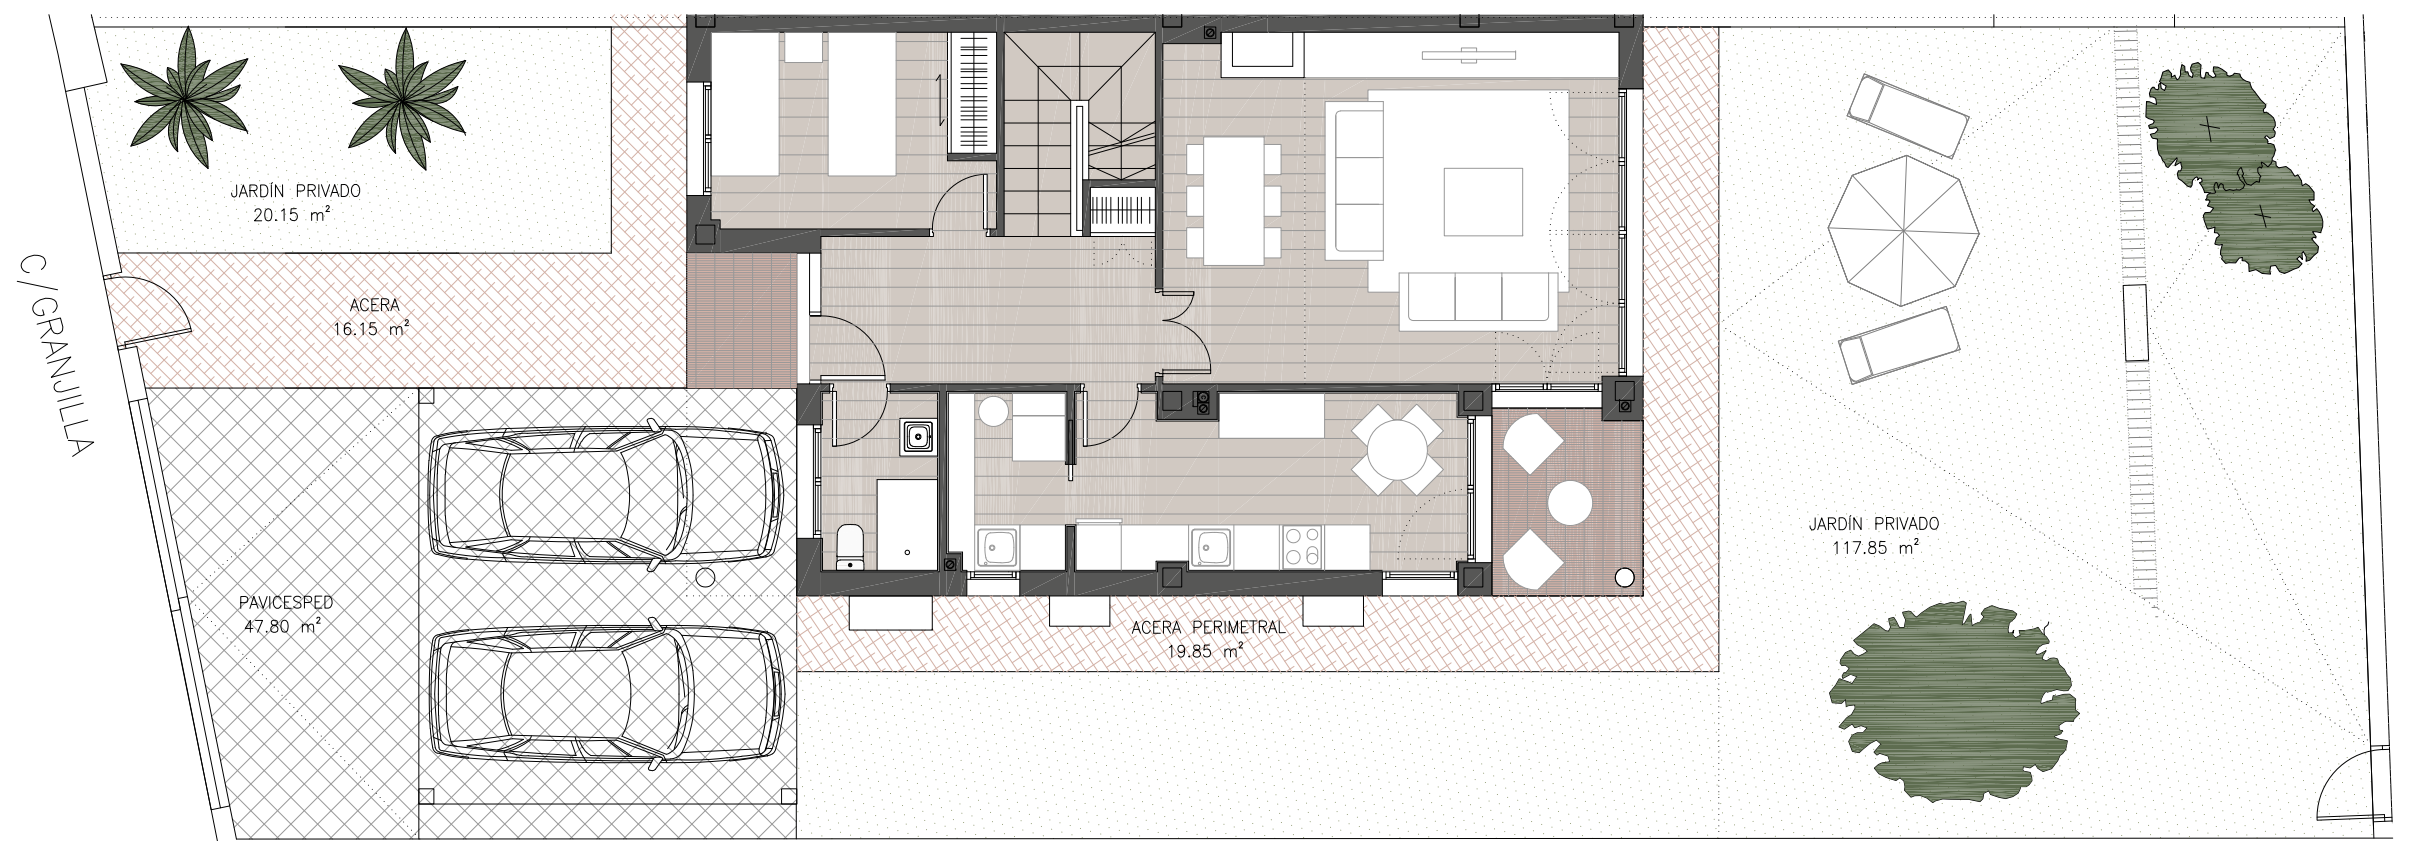 JARDÍN PRIVADO
20.15 m²
C/GRANJILLA
ACERA
16.15 m²
PAVICESPED
47.80 m²
ACERA PERIMETRAL
19.85 m²
JARDÍN PRIVADO
117.85 m²